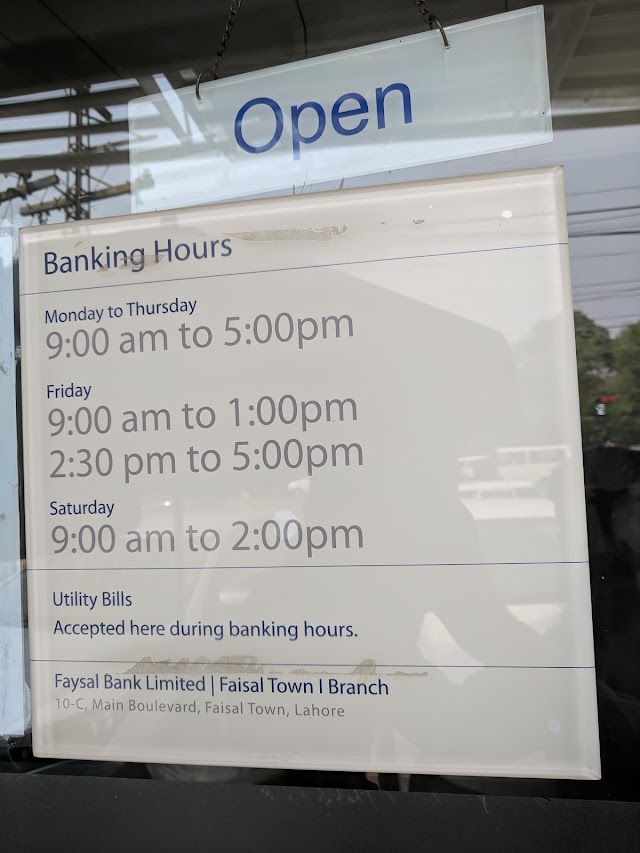 Open
Banking Hours
Monday to Thursday
9:00 am to 5:00pm
Friday
9:00 am to 1:00pm
2:30 pm to 5:00pm
Saturday
9:00 am to 2:00pm
Utility Bills
Accepted here during banking hours.
Faysal Bank Limited | Faisal Town I Branch
10-C, Main Boulevard, Faisal Town, Lahore